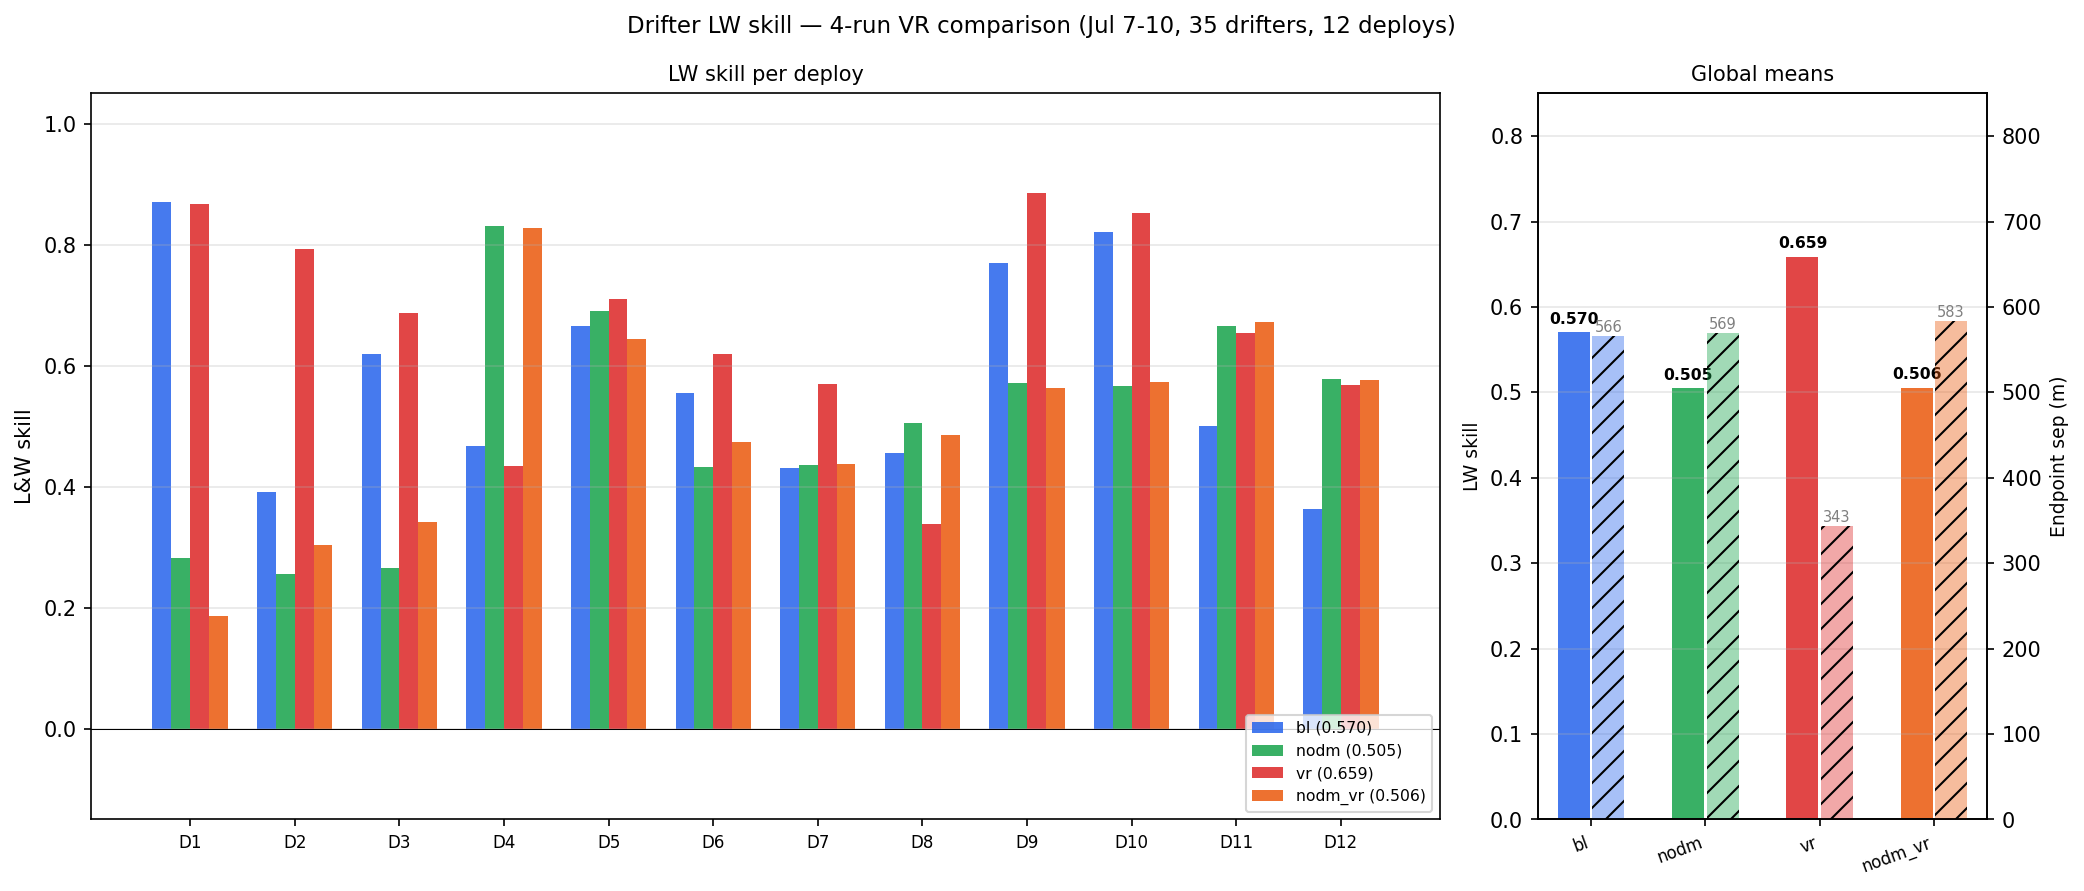 Drifter LW skill — 4-run VR comparison (Jul 7-10, 35 drifters, 12 deploys)
LW skill per deploy
L&W skill
1.0
0.8
0.6
0.4
0.2
0.0
D1 D2 D3 D4 D5 D6 D7 D8 D9 D10 D11 D12
bl (0.570)
nodm (0.505)
vr (0.659)
nodm_vr (0.506)
Global means
LW skill
0.8
0.7
0.6
0.5
0.4
0.3
0.2
0.1
0.0
0.570
566
0.505
569
0.659
343
0.506
583
bl nodm vr nodm_vr
800
700
600
500
400
300
200
100
0
Endpoint sep (m)